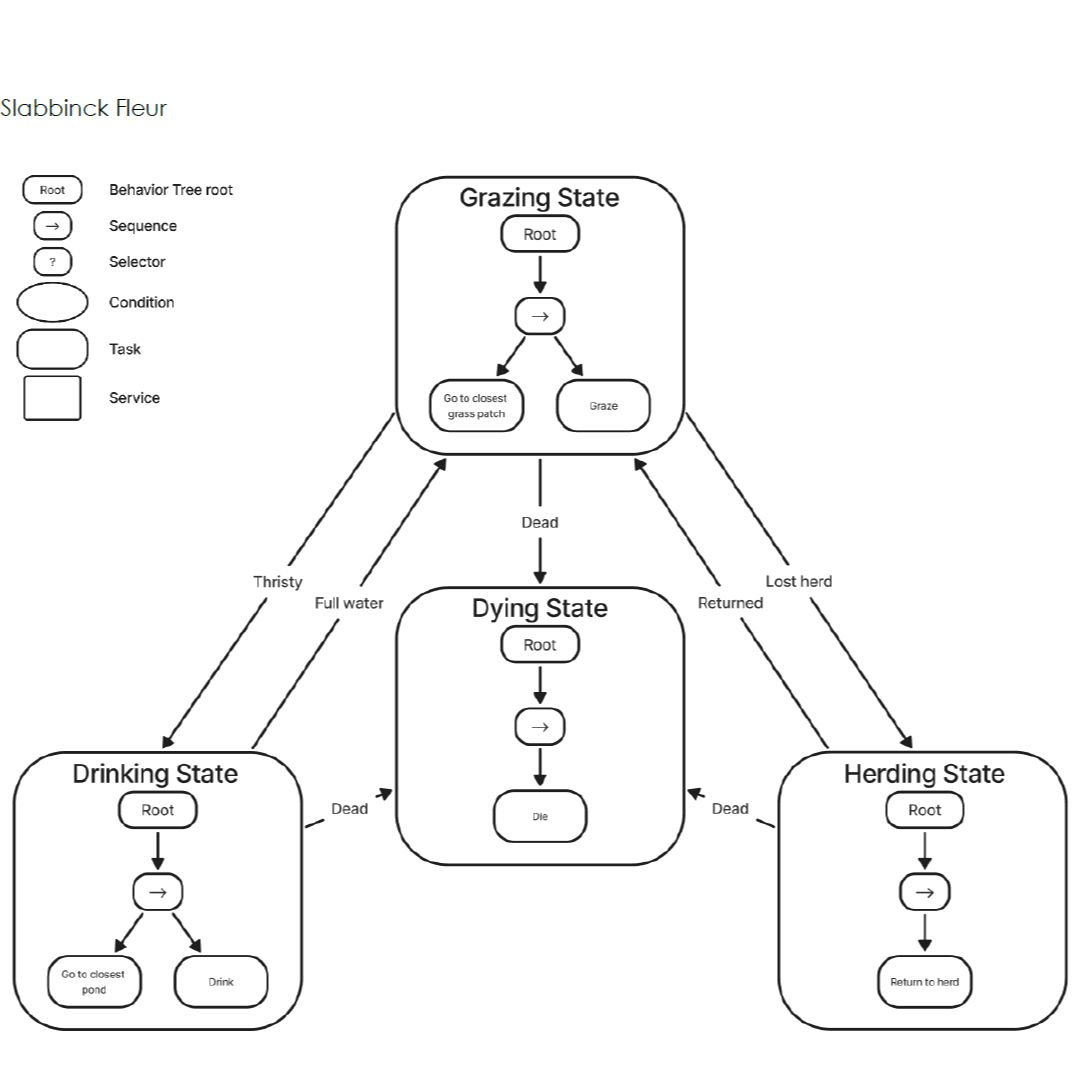 Slabbinck Fleur
Root
Behavior Tree root
→
Sequence
?
Selector
Condition
Task
Service
Grazing State
Root
→
Go to closest
grass patch
Graze
Thristy
Full water
Dead
Returned
Lost herd
Dying State
Root
→
Die
Drinking State
Root
→
Go to closest
pond
Drink
Dead
Dead
Herding State
Root
→
Return to herd